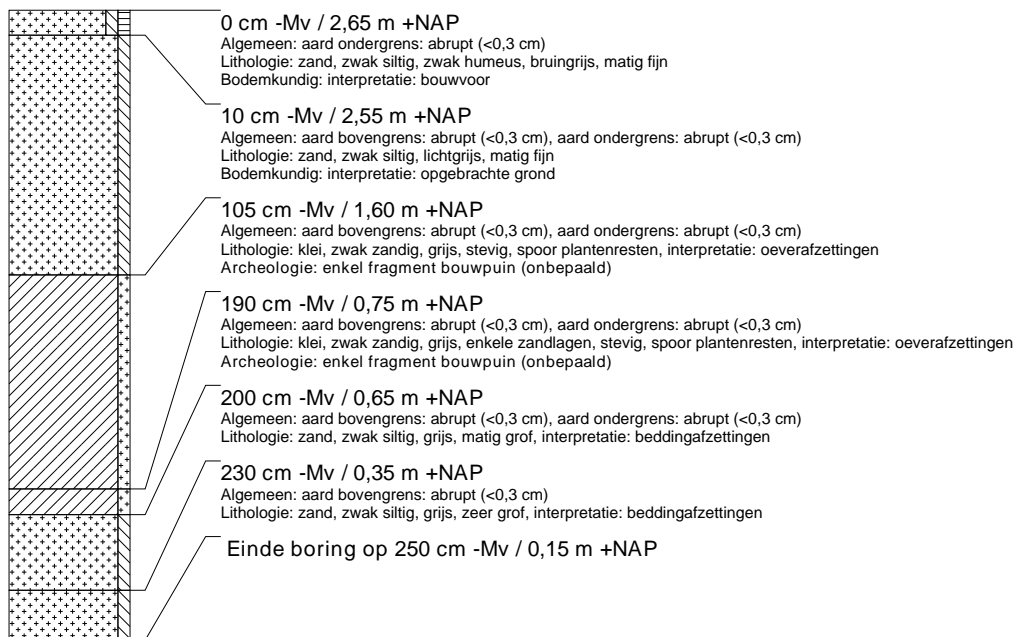 0 cm -Mv / 2,65 m +NAP
Algemeen: aard ondergrens: abrupt (<0,3 cm)
Lithologie: zand, zwak siltig, zwak humeus, bruingrijs, matig fijn
Bodemkundig: interpretatie: bouwvoor
10 cm -Mv / 2,55 m +NAP
Algemeen: aard bovengrens: abrupt (<0,3 cm), aard ondergrens: abrupt (<0,3 cm)
Lithologie: zand, zwak siltig, lichtgrijs, matig fijn
Bodemkundig: interpretatie: opgebrachte grond
105 cm -Mv / 1,60 m +NAP
Algemeen: aard bovengrens: abrupt (<0,3 cm), aard ondergrens: abrupt (<0,3 cm)
Lithologie: klei, zwak zandig, grijs, stevig, spoor plantenresten, interpretatie: oeverafzettingen
Archeologie: enkel fragment bouwpuin (onbepaald)
190 cm -Mv / 0,75 m +NAP
Algemeen: aard bovengrens: abrupt (<0,3 cm), aard ondergrens: abrupt (<0,3 cm)
Lithologie: klei, zwak zandig, grijs, enkele zandlagen, stevig, spoor plantenresten, interpretatie: oeverafzettingen
Archeologie: enkel fragment bouwpuin (onbepaald)
200 cm -Mv / 0,65 m +NAP
Algemeen: aard bovengrens: abrupt (<0,3 cm), aard ondergrens: abrupt (<0,3 cm)
Lithologie: zand, zwak siltig, grijs, matig grof, interpretatie: beddingafzettingen
230 cm -Mv / 0,35 m +NAP
Algemeen: aard bovengrens: abrupt (<0,3 cm)
Lithologie: zand, zwak siltig, grijs, zeer grof, interpretatie: beddingafzettingen
Einde boring op 250 cm -Mv / 0,15 m +NAP